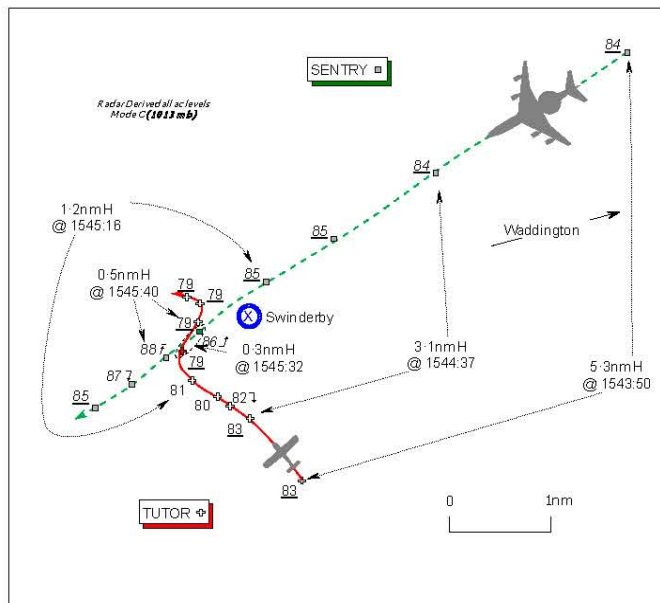 84
SENTRY
Radar Derived all ac levels
Mode C (1013 mb)
84
1·2nmH
@ 1545:16
85
Waddington
85
0·5nmH
@ 1545:40
79
79
79
Swinderby
X
86
88
0·3nmH
@ 1545:32
3·1nmH
@ 1544:37
5·3nmH
@ 1543:50
79
87
81
80
82
85
83
83
TUTOR
0
1nm